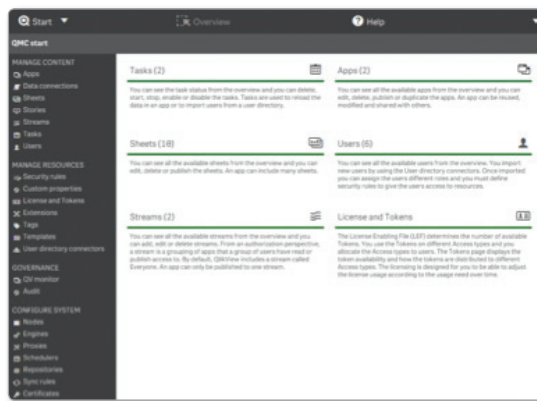 Start
Overview
Help
QMC start
MANAGE CONTENT
Apps
Data connections
Sheets
Stories
Streams
Tasks
Users
MANAGE RESOURCES
Security rules
Custom properties
License and Tokens
Extensions
Tags
Templates
User directory connectors
GOVERNANCE
QV monitor
Audit
CONFIGURE SYSTEM
Nodes
Engines
Proxies
Schedulers
Repositories
Sync rules
Certificates
Tasks (2)
You can see the task status from the overview and you can delete,
start, stop, enable or disable the tasks. Tasks are used to reload the
data in an app or to import users from a user directory.
Apps (2)
You can see all the available apps from the overview and you can
edit, delete, publish or duplicate the apps. An app can be reused,
modified and shared with others.
Sheets (18)
You can see all the available sheets from the overview and you can
edit, delete or publish the sheets. An app can include many sheets.
Users (6)
You can see all the available users from the overview. You import
new users by using the User directory connectors. Once imported
you can assign the users different roles and you must define
security rules to give the users access to resources.
Streams (2)
You can see all the available streams from the overview and you
can add, edit or delete streams. From an authorization perspective,
a stream is a grouping of apps that a group of users have read or
publish access to. By default, QlikView includes a stream called
Everyone. An app can only be published to one stream.
License and Tokens
The License Enabling File (LEF) determines the number of available
Tokens. You use the Tokens on different Access types and you
allocate the Access types to users. The Tokens page displays the
token availability and how the tokens are distributed to different
Access types. The licensing is designed for you to be able to adjust
the license usage according to the usage need over time.